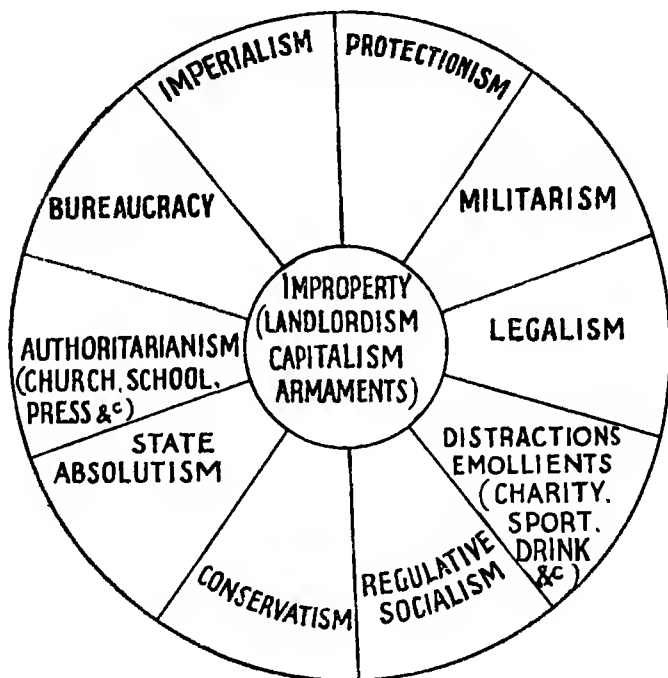 IMPERIALISM
PROTECTIONISM
MILITARISM
LEGALISM
DISTRACTIONS
EMOLLIENTS
(CHARITY.
SPORT.
DRINK
&c)
REGULATIVE
SOCIALISM
CONSERVATISM
STATE
ABSOLUTISM
AUTHORITARIANISM
(CHURCH, SCHOOL,
PRESS &c)
BUREAUCRACY
IMPROPERTY
(LANDLORDISM
CAPITALISM
ARMAMENTS)